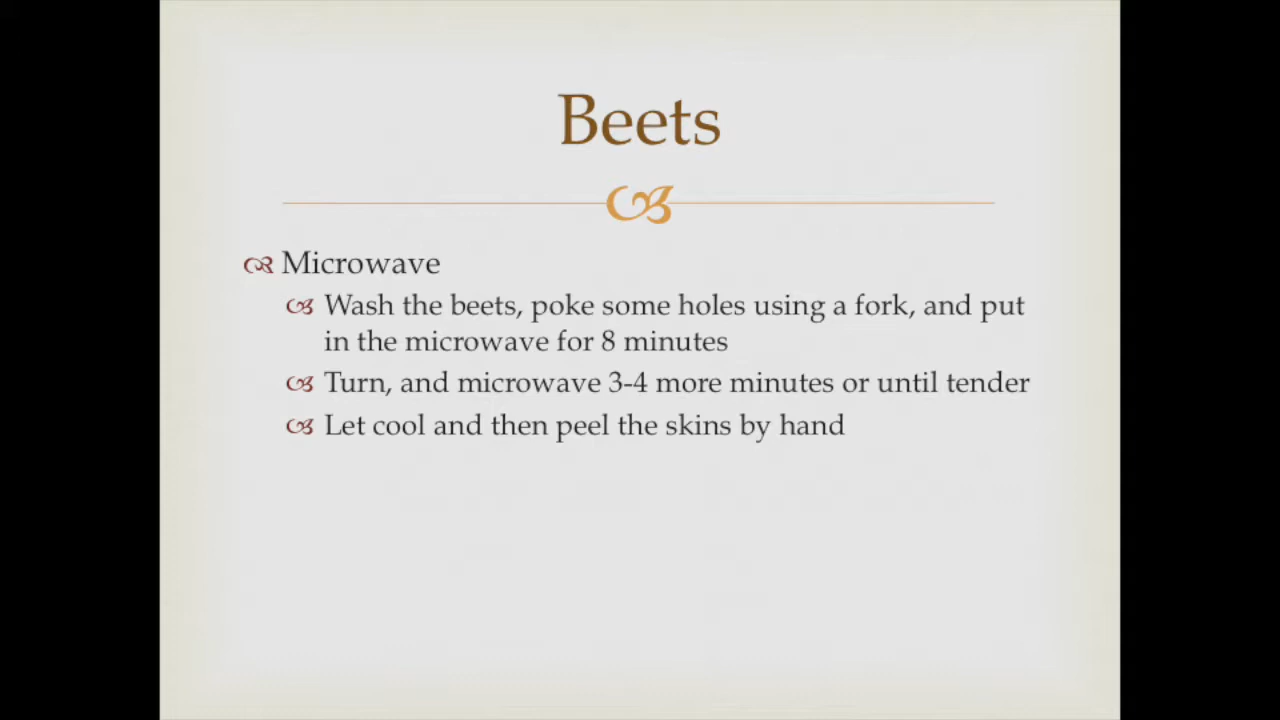 Beets
Microwave
Wash the beets, poke some holes using a fork, and put
in the microwave for 8 minutes
Turn, and microwave 3-4 more minutes or until tender
Let cool and then peel the skins by hand